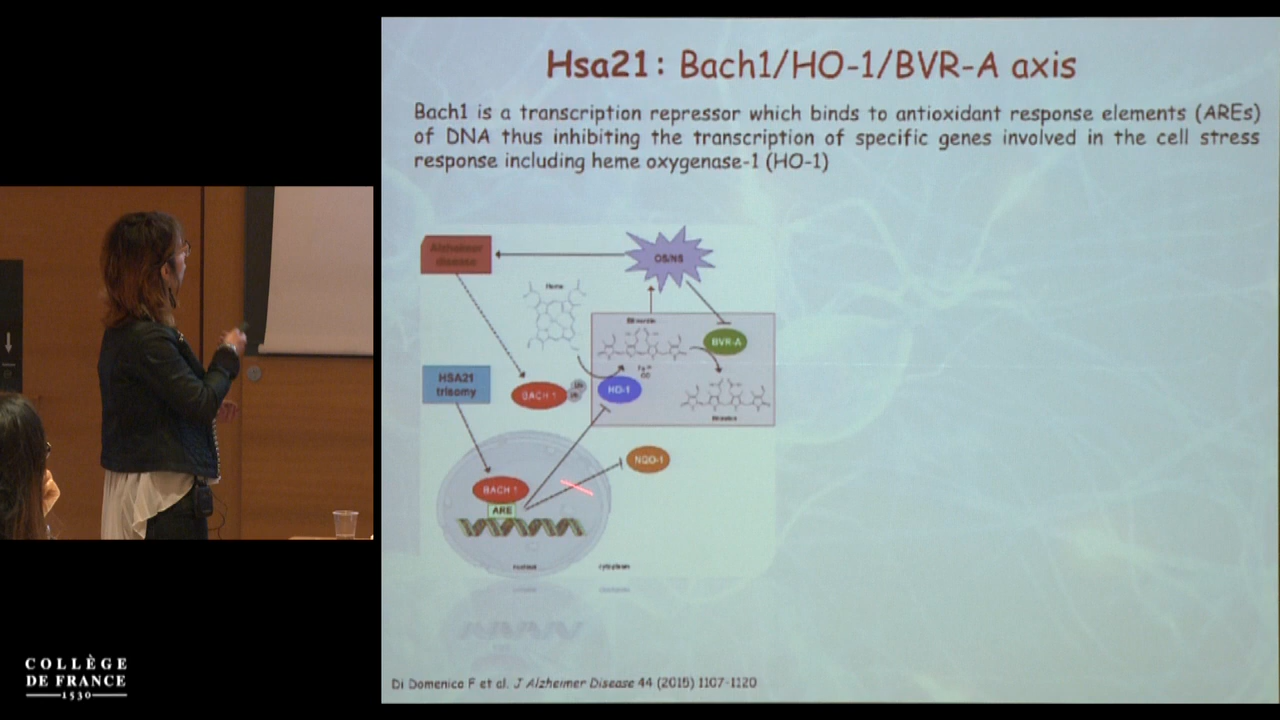 Hsa21: Bach1/HO-1/BVR-A axis
Bach1 is a transcription repressor which binds to antioxidant response elements (AREs)
of DNA thus inhibiting the transcription of specific genes involved in the cell stress
response including heme oxygenase-1 (HO-1)
Alzheimer
disease
OS/NS
Heme
BVR-A
HSA21
trisomy
BACH 1
HO-1
NQO-1
BACH 1
ARE
Di Domenico F et al. J Alzheimer Disease 44 (2015) 1107-1120
COLLÈGE
DE FRANCE
1530